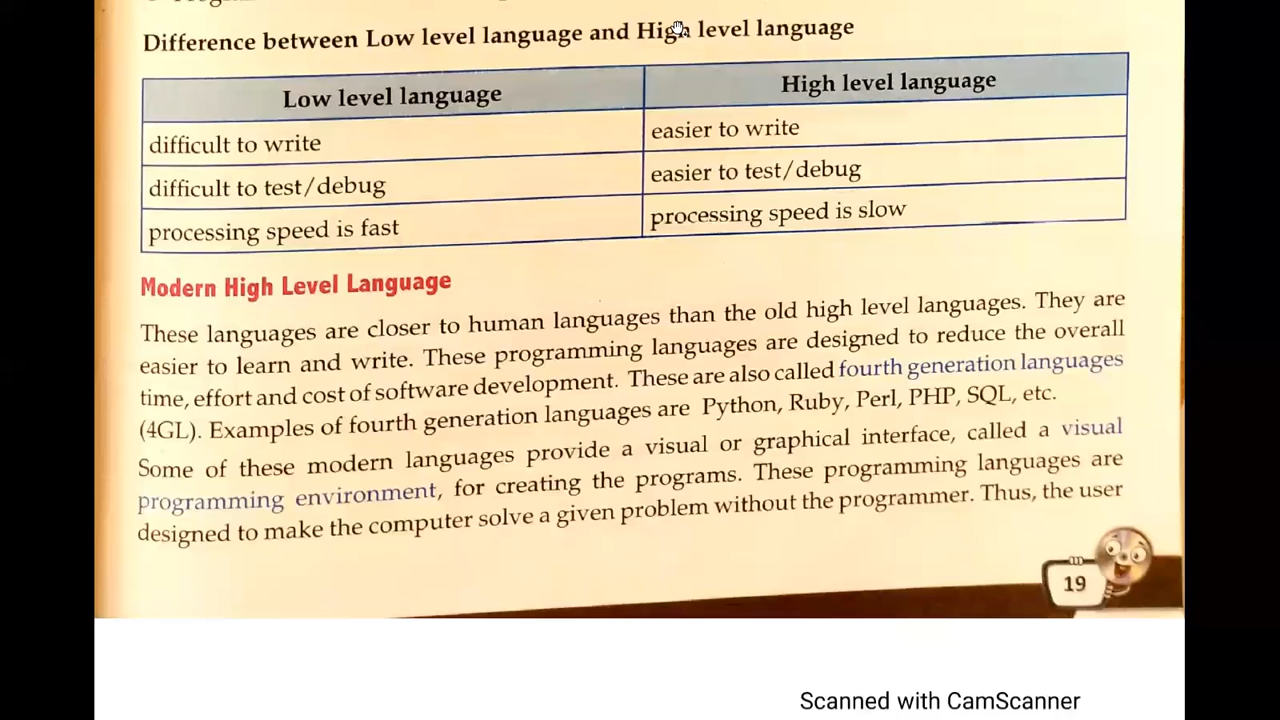 Difference between Low level language and High level language
Low level language High level language
difficult to write easier to write
difficult to test/debug easier to test/debug
processing speed is fast processing speed is slow
Modern High Level Language
These languages are closer to human languages than the old high level languages. They are
easier to learn and write. These programming languages are designed to reduce the overall
time, effort and cost of software development. These are also called fourth generation languages
(4GL). Examples of fourth generation languages are Python, Ruby, Perl, PHP, SQL, etc.
Some of these modern languages provide a visual or graphical interface, called a visual
programming environment, for creating the programs. These programming languages are
designed to make the computer solve a given problem without the programmer. Thus, the user
19
Scanned with CamScanner